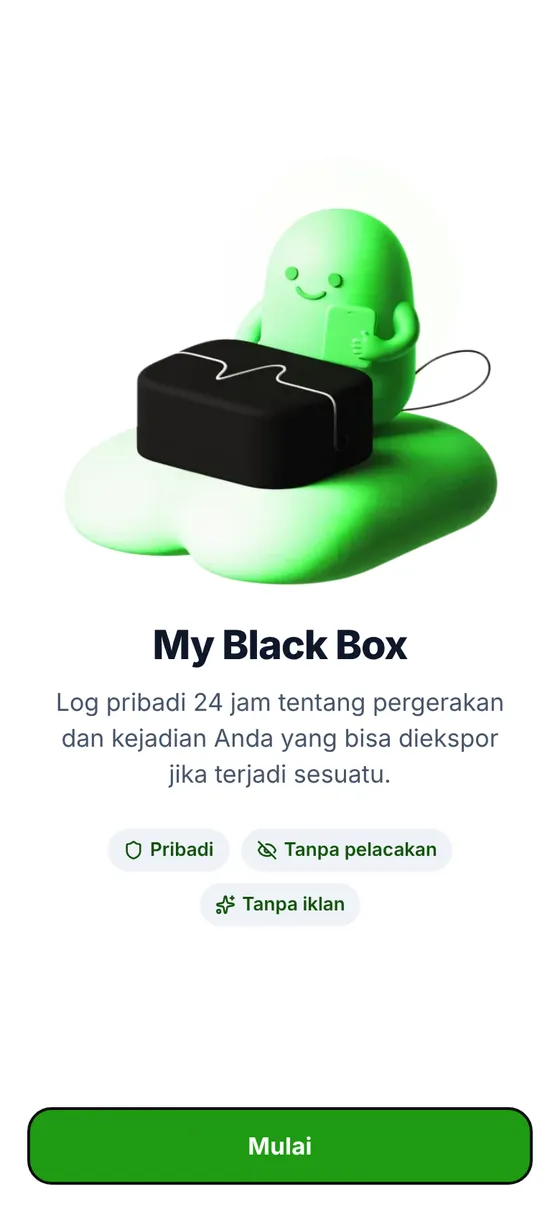 My Black Box
Log pribadi 24 jam tentang pergerakan
dan kejadian Anda yang bisa diekspor
jika terjadi sesuatu.
Pribadi
Tanpa pelacakan
Tanpa iklan
Mulai